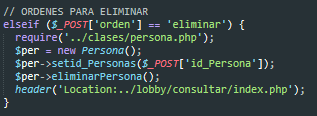 // ORDENES PARA ELIMINAR
elseif ($_POST['orden'] == 'eliminar') {
require('../clases/persona.php');
$per = new Persona();
$per->setid_Personas($_POST['id_Persona']);
$per->eliminarPersona();
header('Location:../lobby/consultar/index.php');
}